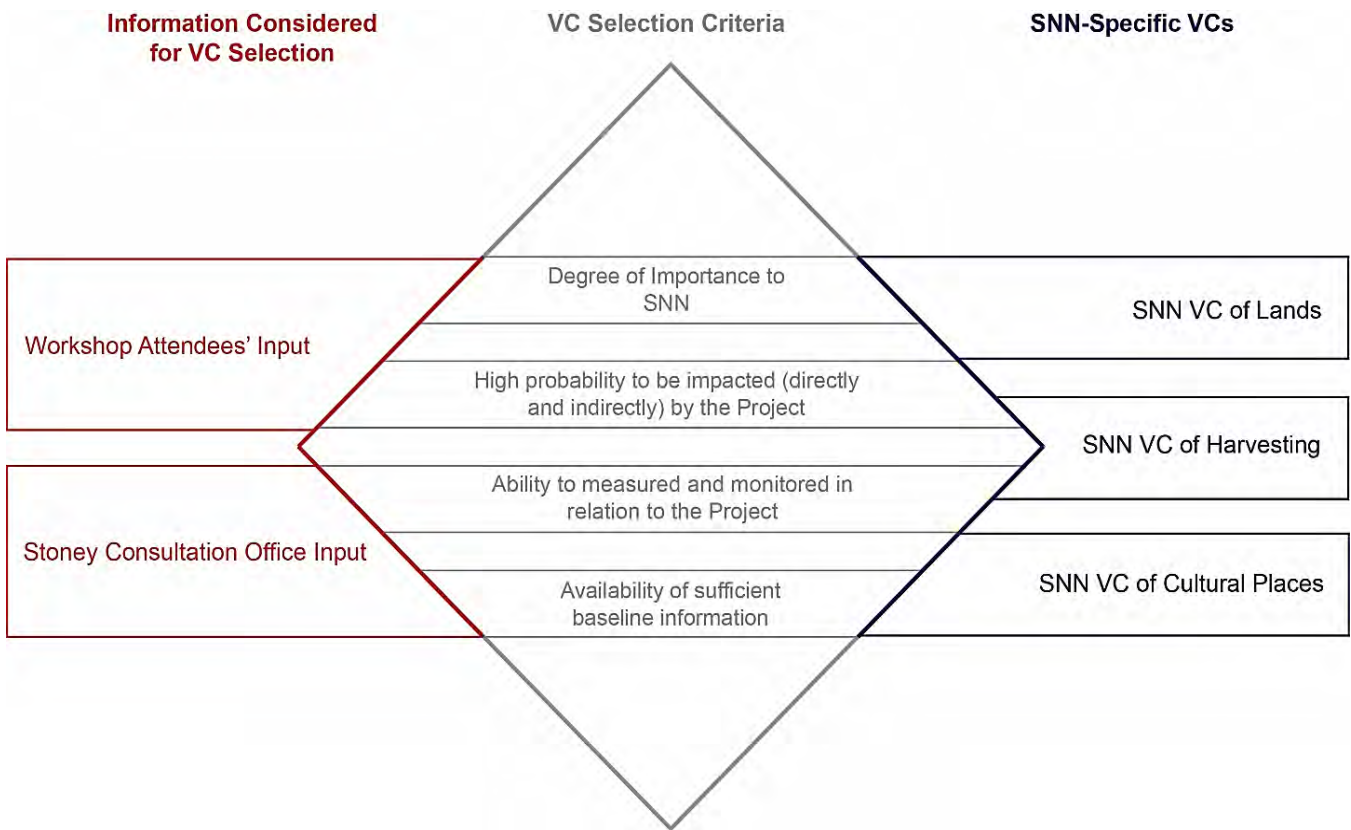 Information Considered
for VC Selection
VC Selection Criteria
SNN-Specific VCs
Workshop Attendees' Input
Stoney Consultation Office Input
Degree of Importance to
SNN
High probability to be impacted (directly
and indirectly) by the Project
Ability to measured and monitored in
relation to the Project
Availability of sufficient
baseline information
SNN VC of Lands
SNN VC of Harvesting
SNN VC of Cultural Places